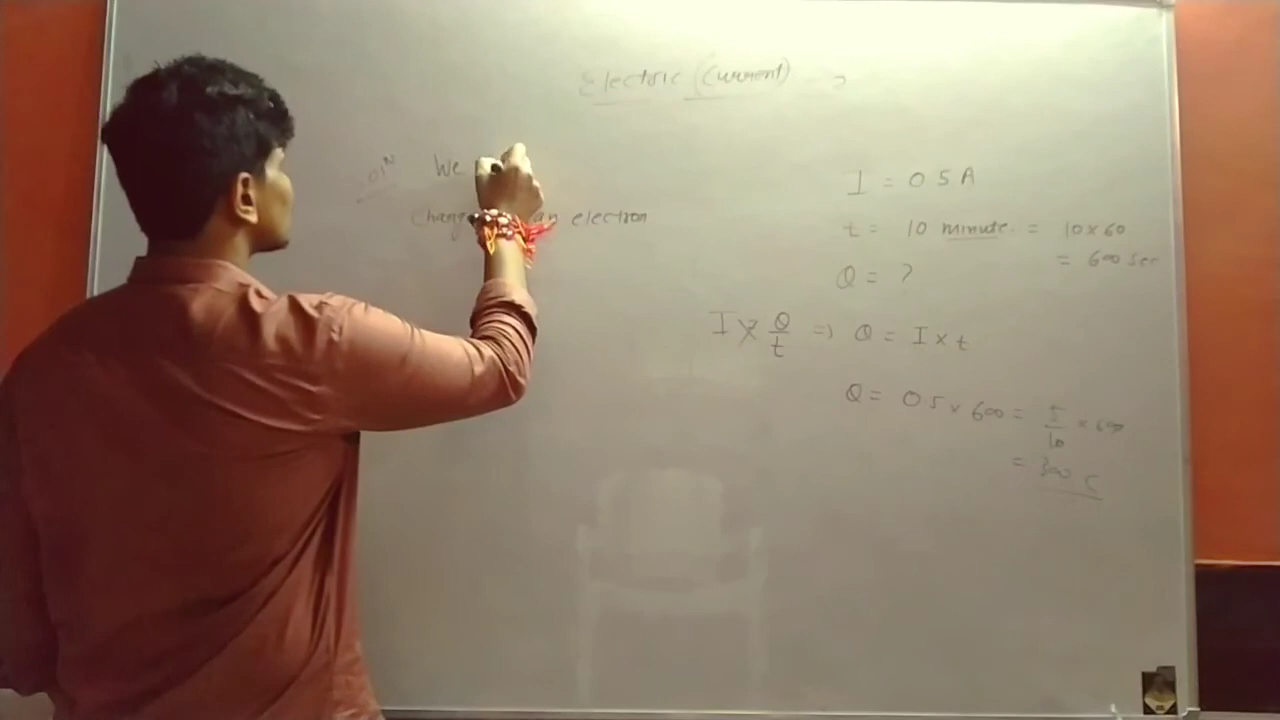 Electric (Current)
Soln We
an electron
I = 0.5 A
t = 10 minute. = 10 x 60
= 600 sec
Q = ?
I x Q/t => Q = I x t
Q = 0.5 x 600 = 5/10 x 600
= 300 C